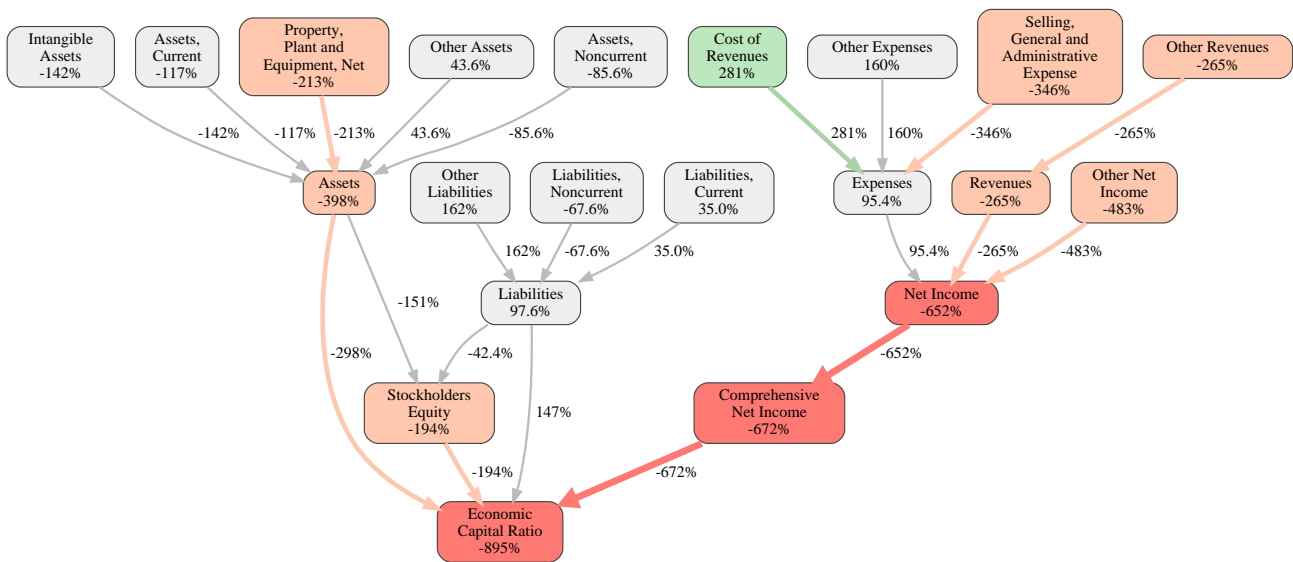 Intangible
Assets
-142%
Assets,
Current
-117%
Property,
Plant and
Equipment, Net
-213%
Other Assets
43.6%
Assets,
Noncurrent
-85.6%
Cost of
Revenues
281%
Other Expenses
160%
Selling,
General and
Administrative
Expense
-346%
Other Revenues
-265%
-142%
-117%
-213%
43.6%
-85.6%
281%
160%
-346%
-265%
Assets
-398%
Other
Liabilities
162%
Liabilities,
Noncurrent
-67.6%
Liabilities,
Current
35.0%
Expenses
95.4%
Revenues
-265%
Other Net
Income
-483%
162%
-67.6%
35.0%
95.4%
-265%
-483%
-151%
Liabilities
97.6%
Net Income
-652%
-298%
-42.4%
-652%
Stockholders
Equity
-194%
147%
Comprehensive
Net Income
-672%
-194%
-672%
Economic
Capital Ratio
-895%